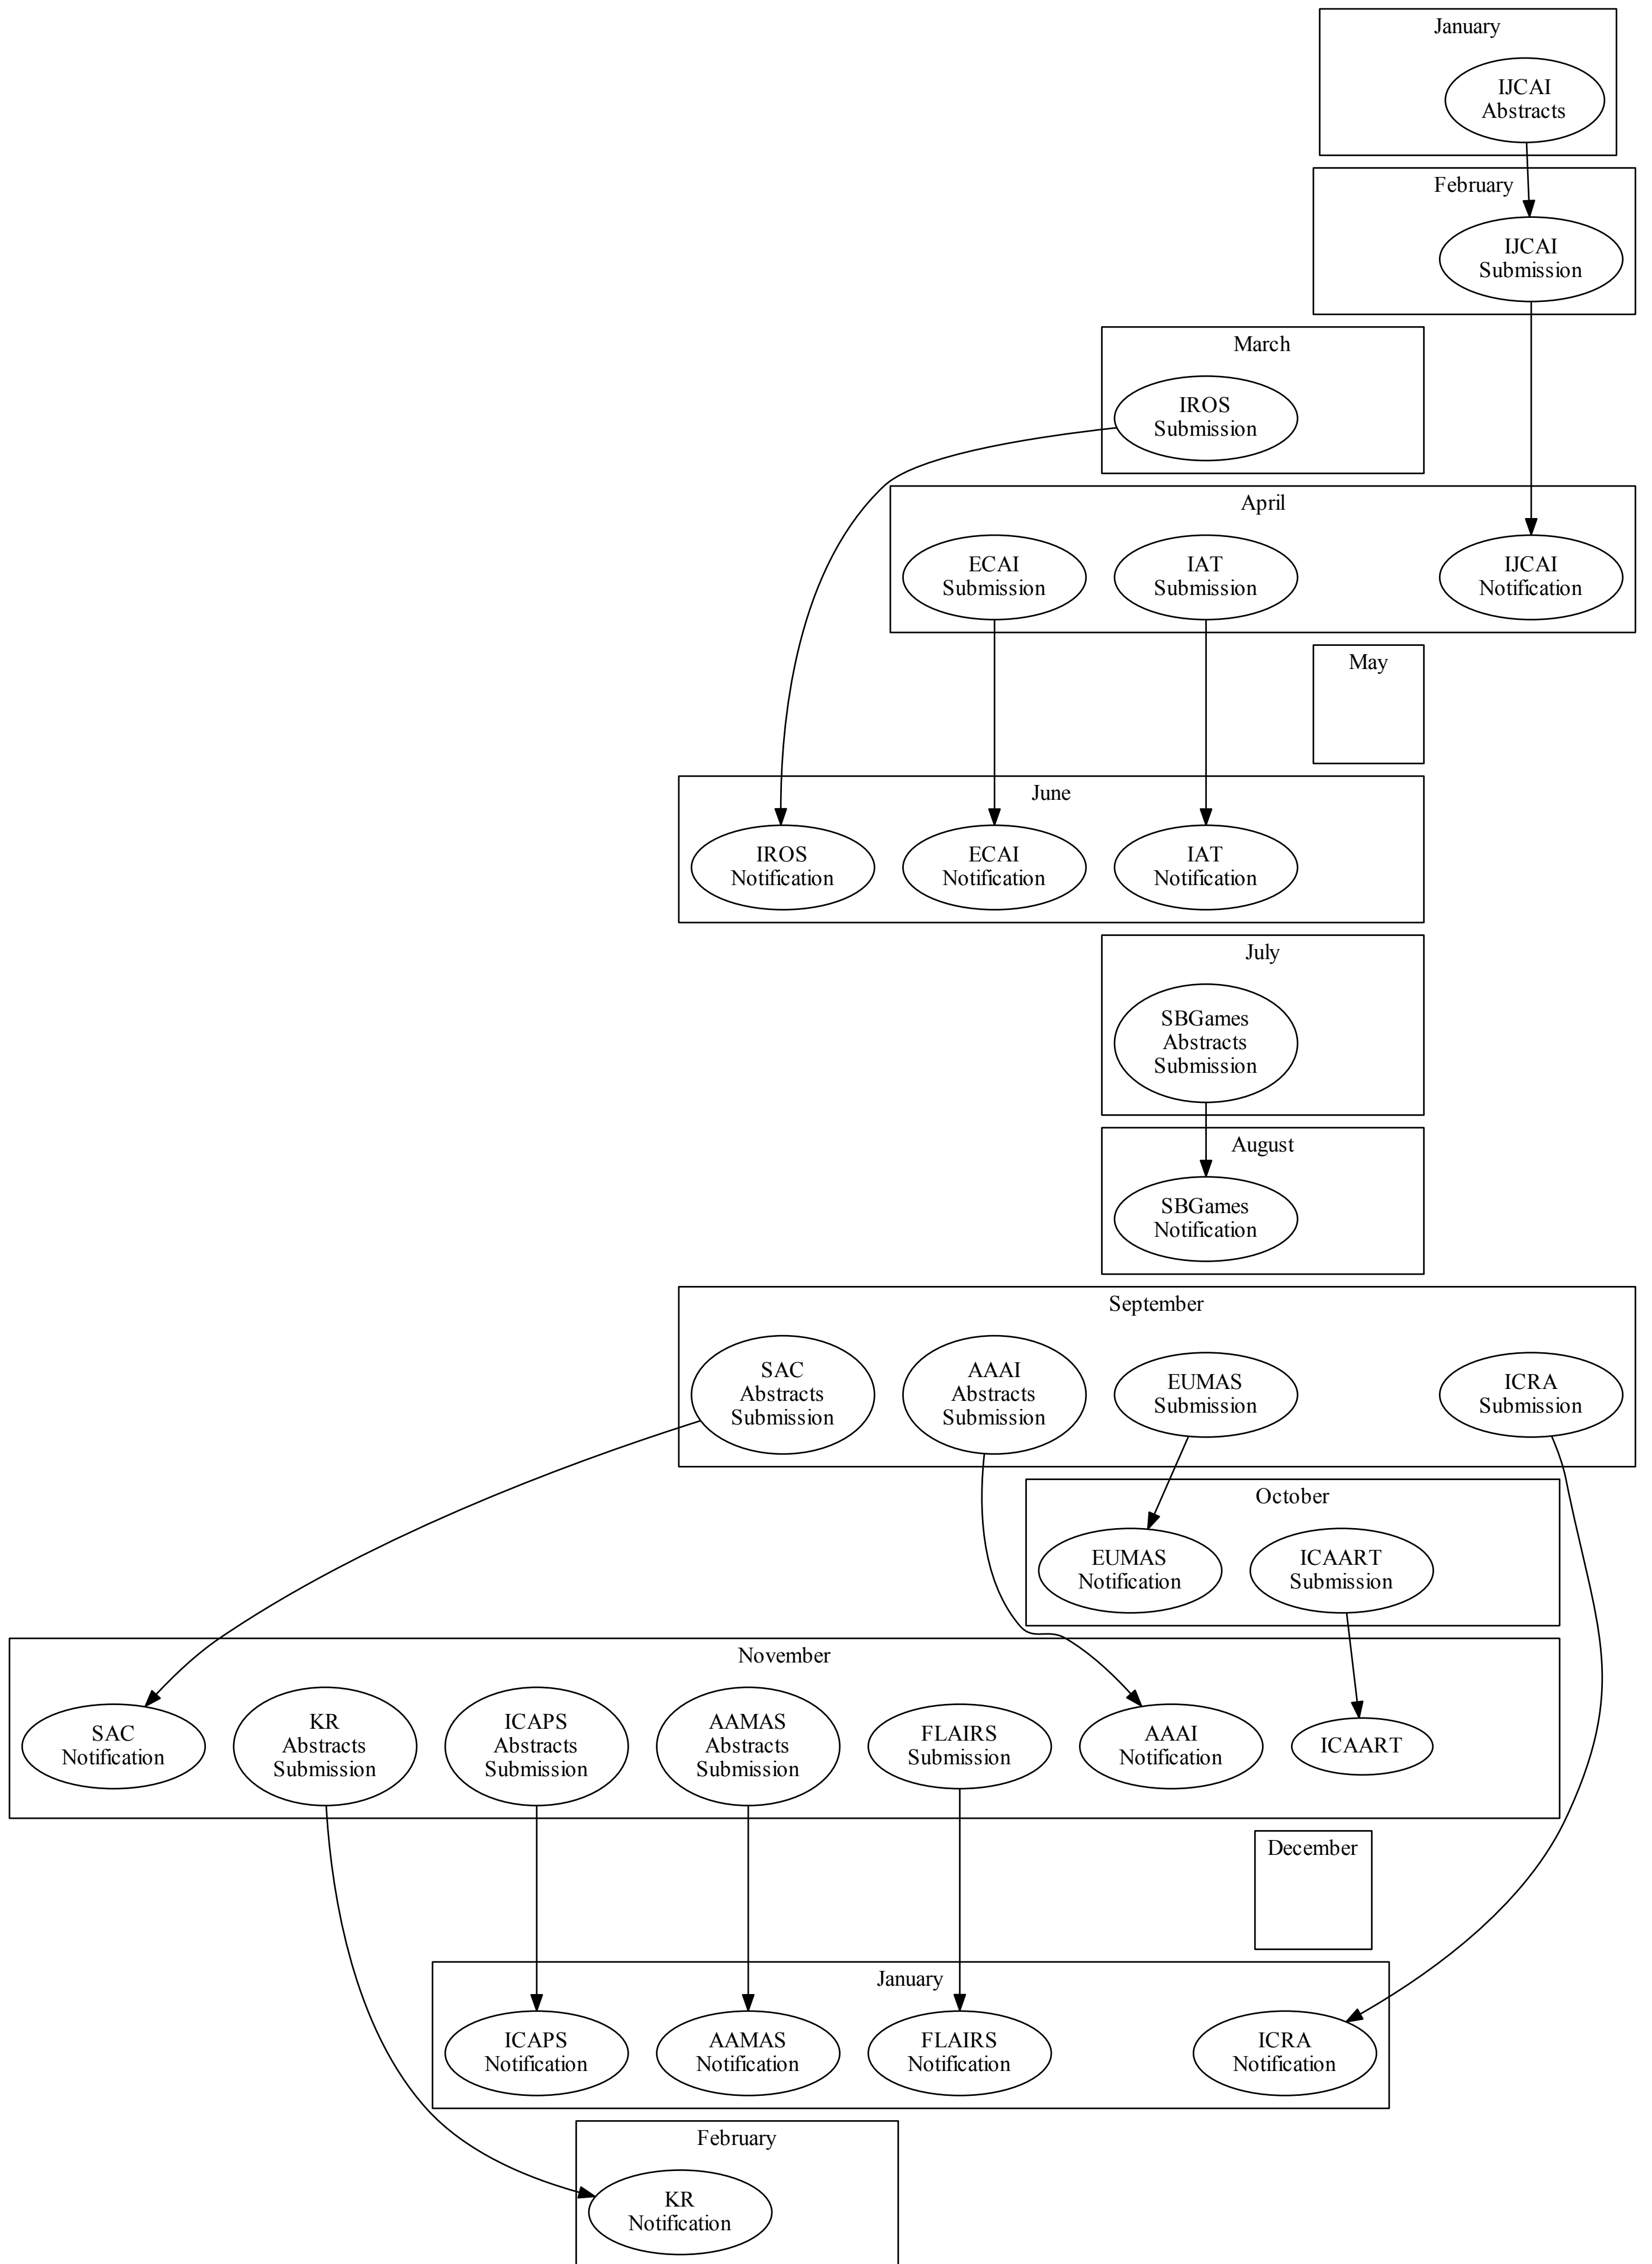 January
IJCAI
Abstracts
February
IJCAI
Submission
March
IROS
Submission
April
ECAI
Submission
IAT
Submission
IJCAI
Notification
May
June
IROS
Notification
ECAI
Notification
IAT
Notification
July
SBGames
Abstracts
Submission
August
SBGames
Notification
September
SAC
Abstracts
Submission
AAAI
Abstracts
Submission
EUMAS
Submission
ICRA
Submission
October
EUMAS
Notification
ICAART
Submission
November
SAC
Notification
KR
Abstracts
Submission
ICAPS
Abstracts
Submission
AAMAS
Abstracts
Submission
FLAIRS
Submission
AAAI
Notification
ICAART
December
January
ICAPS
Notification
AAMAS
Notification
FLAIRS
Notification
ICRA
Notification
February
KR
Notification